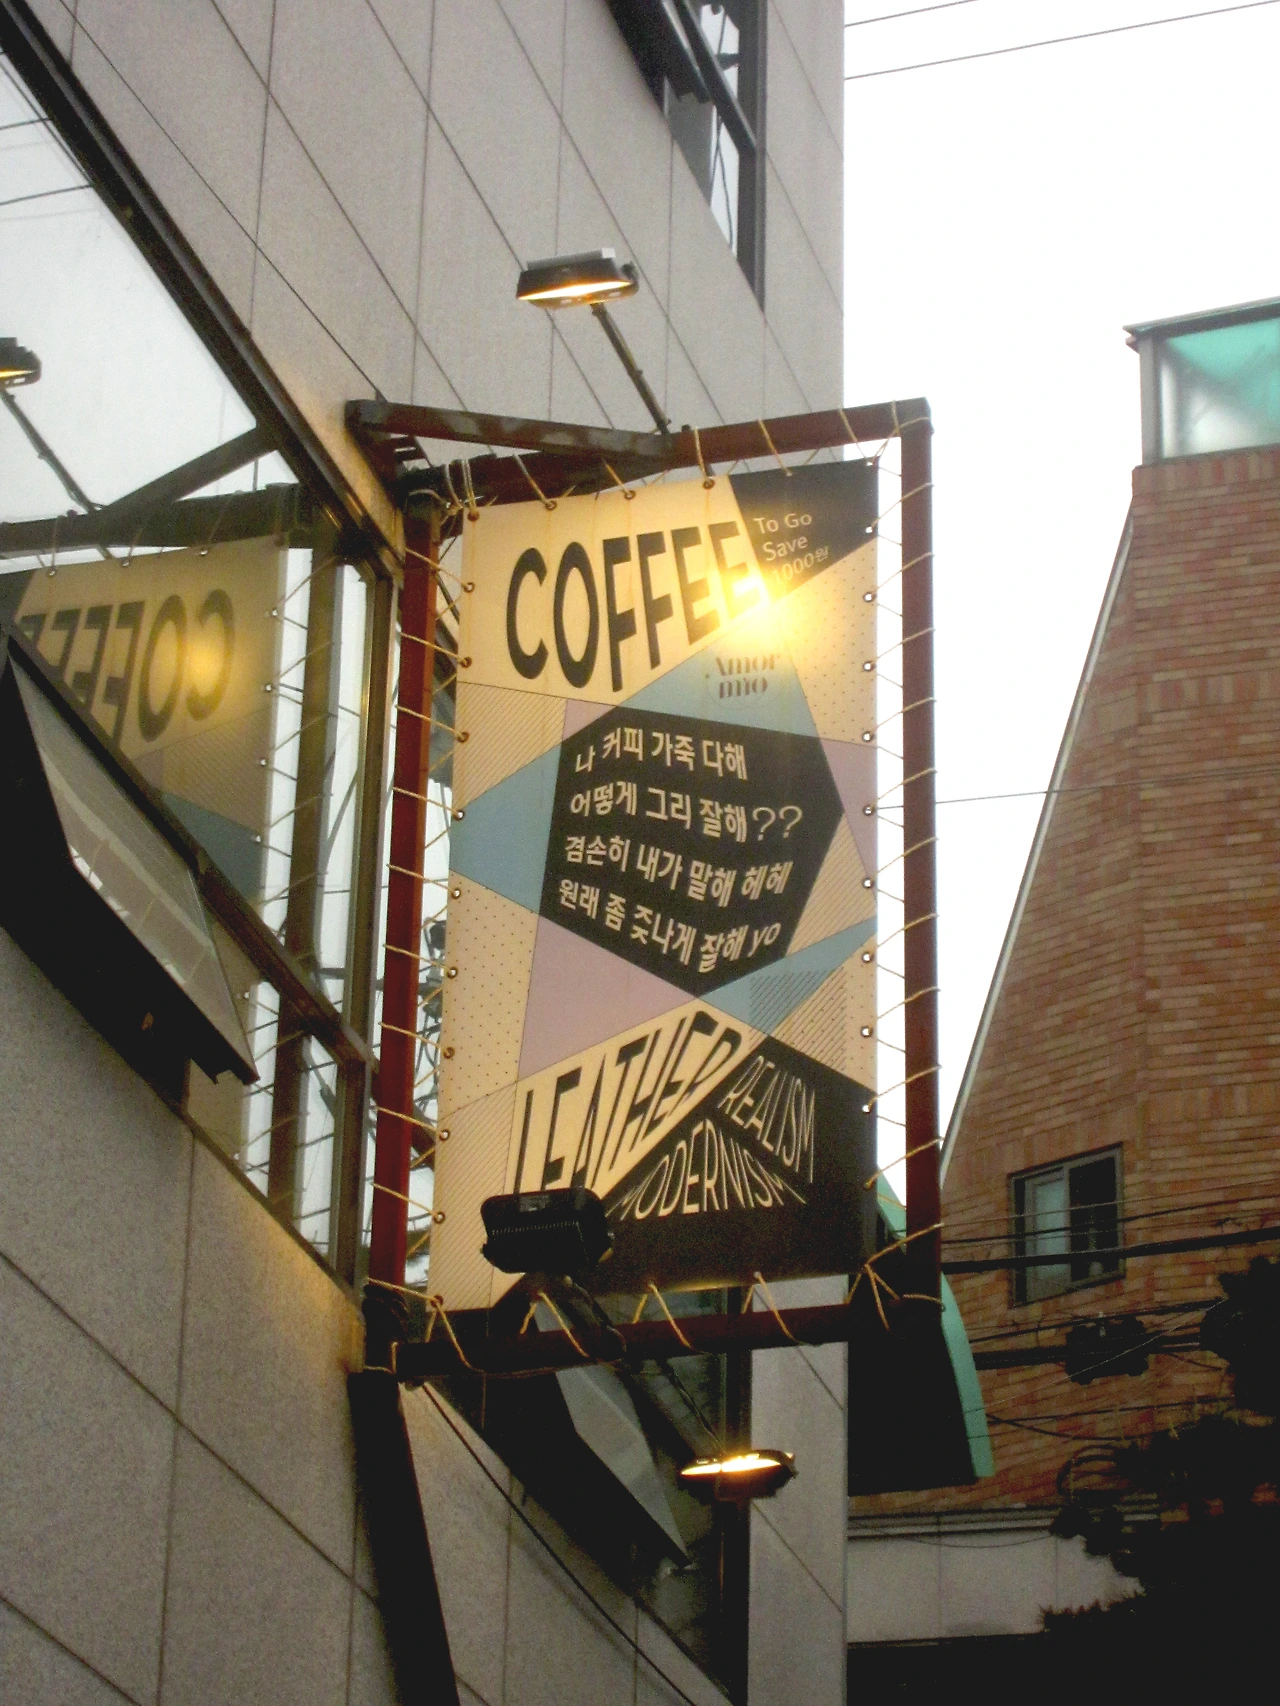 COFFEE
To Go
Save
1000원
Amor
mio
나 커피 가죽 다해
어떻게 그리 잘해??
겸손히 내가 말해 헤헤
원래 좀 줒나게 잘해 yo
LEATHER
REALISM
MODERNISM
COFFEE